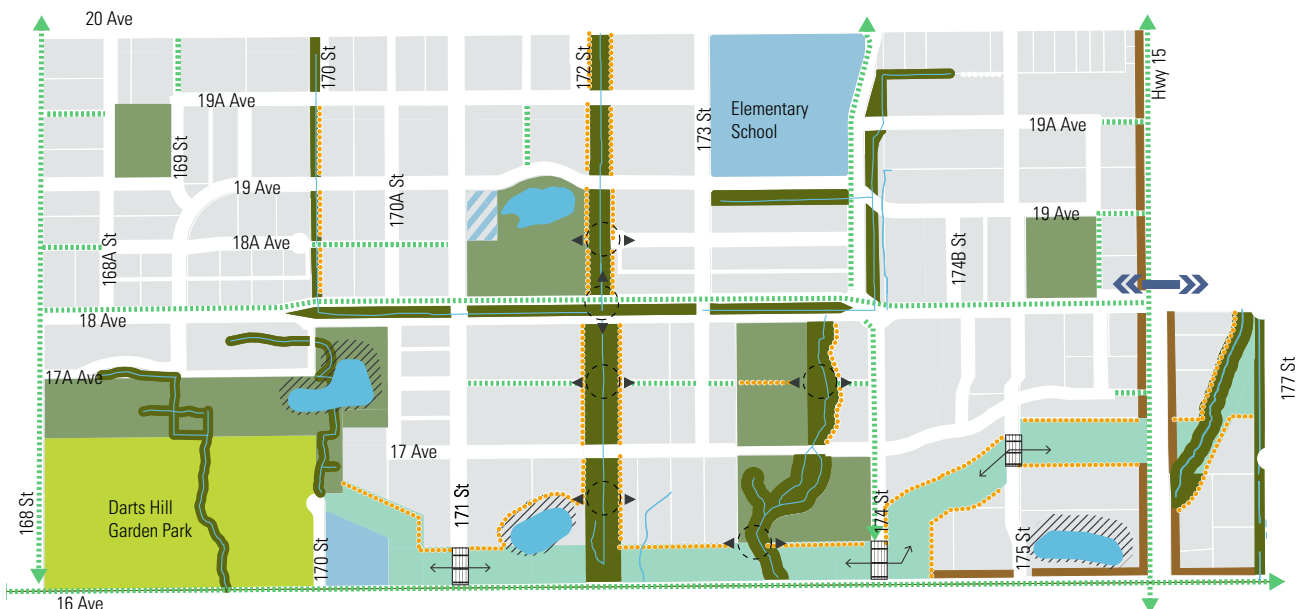 20 Ave
170 St
172 St
Hwy 15
19A Ave
Elementary
School
173 St
19A Ave
169 St
170A St
19 Ave
19 Ave
18A Ave
168A St
174B St
18 Ave
17A Ave
177 St
17 Ave
168 St
Darts Hill
Garden Park
171 St
174 St
170 St
175 St
16 Ave